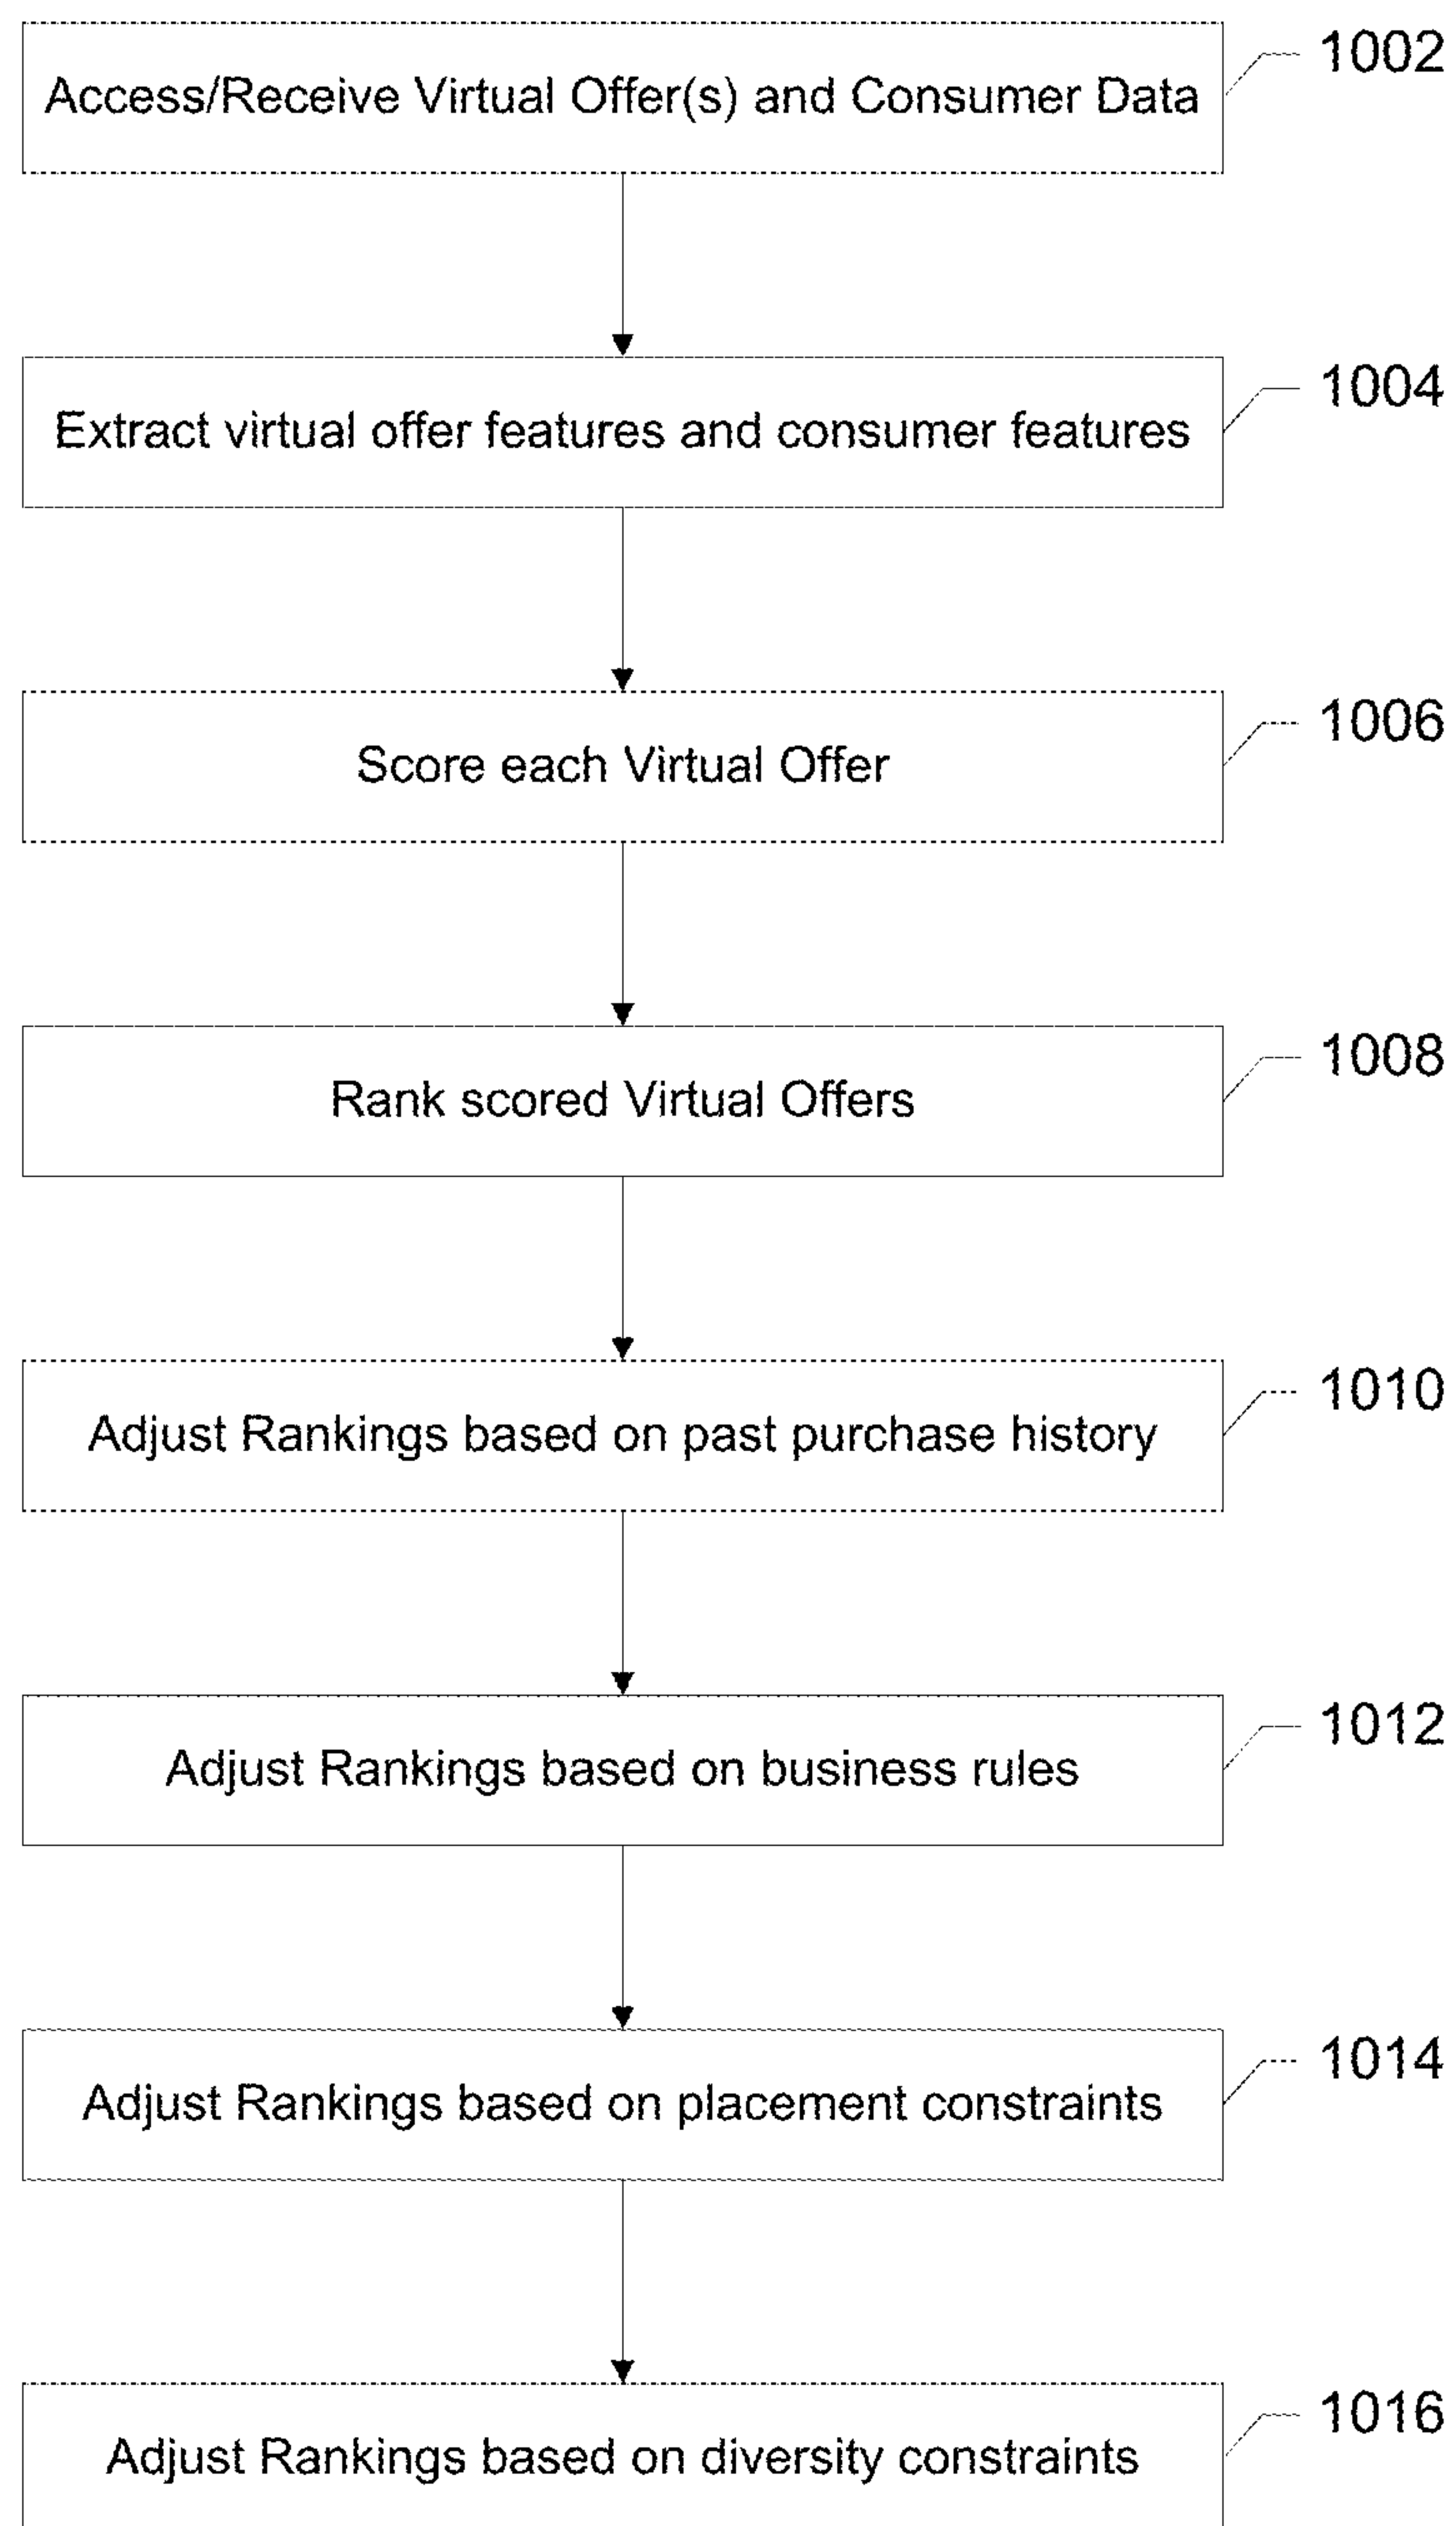 1002
Access/Receive Virtual Offer(s) and Consumer Data
1004
Extract virtual offer features and consumer features
1006
Score each Virtual Offer
1008
Rank scored Virtual Offers
1010
Adjust Rankings based on past purchase history
1012
Adjust Rankings based on business rules
1014
Adjust Rankings based on placement constraints
1016
Adjust Rankings based on diversity constraints